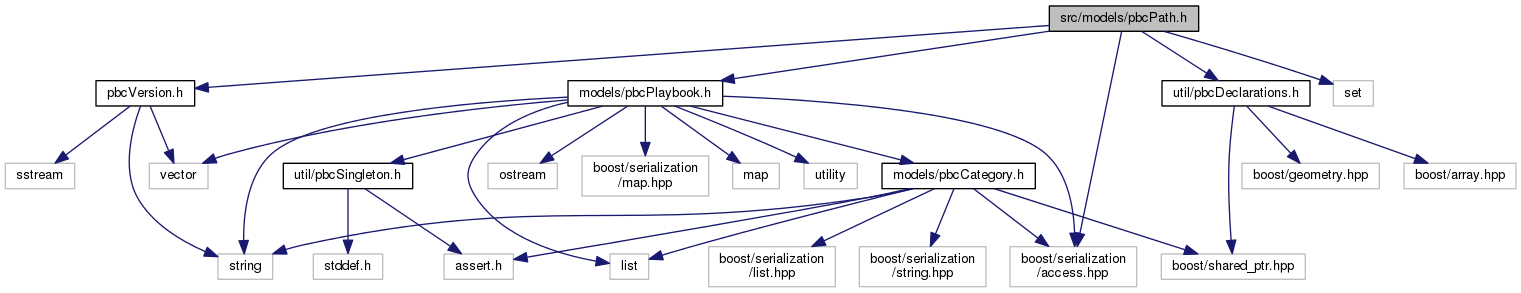 src/models/pbcPath.h
pbcVersion.h
models/pbcPlaybook.h
util/pbcDeclarations.h
set
sstream
vector
util/pbcSingleton.h
ostream
boost/serialization
/map.hpp
map
utility
models/pbcCategory.h
boost/geometry.hpp
boost/array.hpp
string
stddef.h
assert.h
list
boost/serialization
/list.hpp
boost/serialization
/string.hpp
boost/serialization
/access.hpp
boost/shared_ptr.hpp